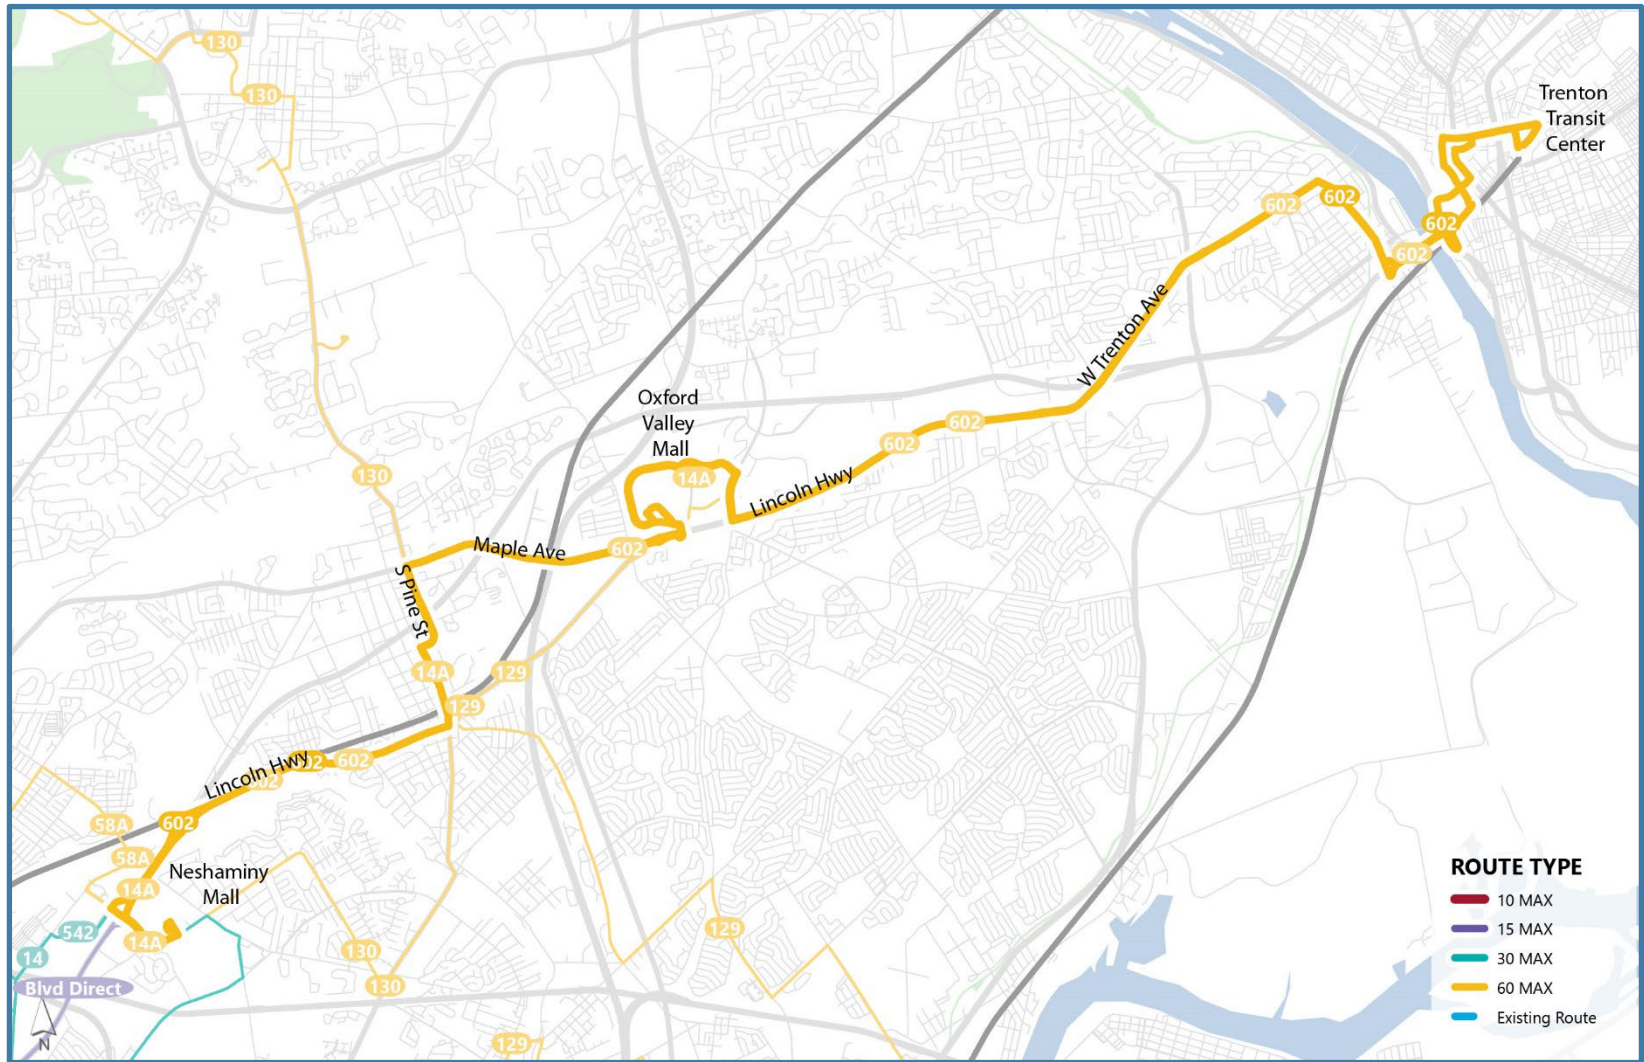 130
130
Trenton
Transit
Center
602
602
602
602
W Trenton Ave
Oxford
Valley
Mall
602
602
130
14A
Lincoln Hwy
Maple Ave
602
S Pine St
14A
129
129
Lincoln Hwy
602
602
58A
58A
14A
Neshaminy
Mall
542
14A
14
130
129
Blvd Direct
130
N
129
ROUTE TYPE
10 MAX
15 MAX
30 MAX
60 MAX
Existing Route